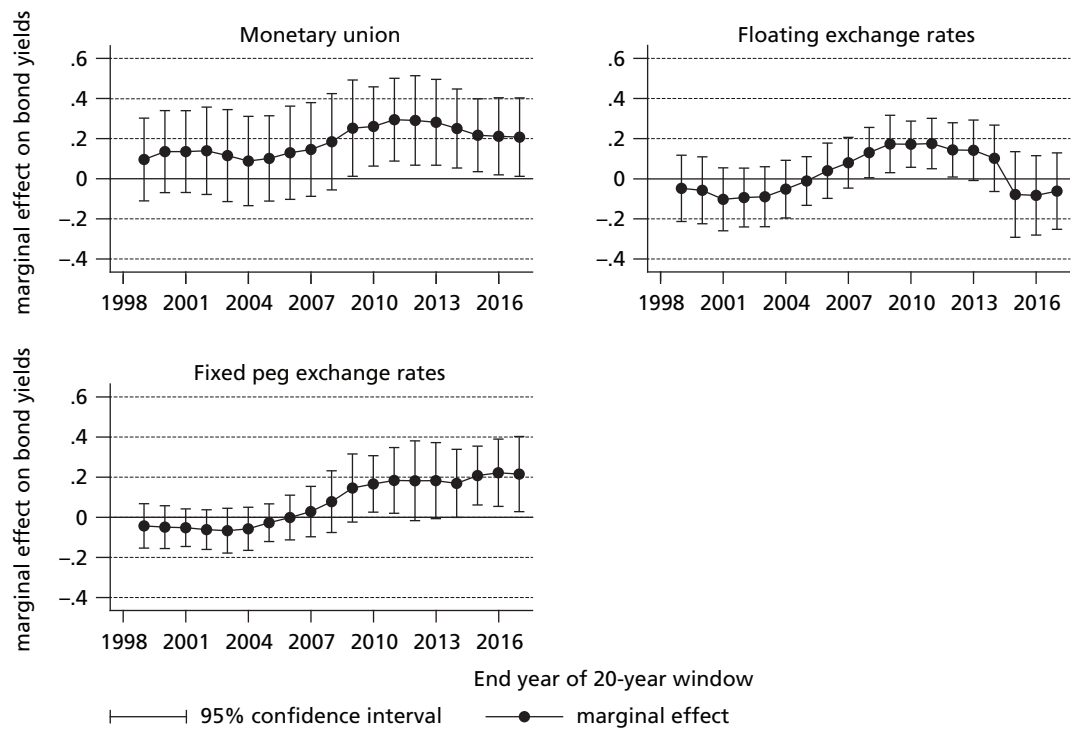 Monetary union
marginal effect on bond yields
.6
.4
.2
0
–.2
–.4
1998 2001 2004 2007 2010 2013 2016
Floating exchange rates
.6
.4
.2
0
–.2
–.4
1998 2001 2004 2007 2010 2013 2016
Fixed peg exchange rates
marginal effect on bond yields
.6
.4
.2
0
–.2
–.4
1998 2001 2004 2007 2010 2013 2016
End year of 20-year window
95% confidence interval marginal effect